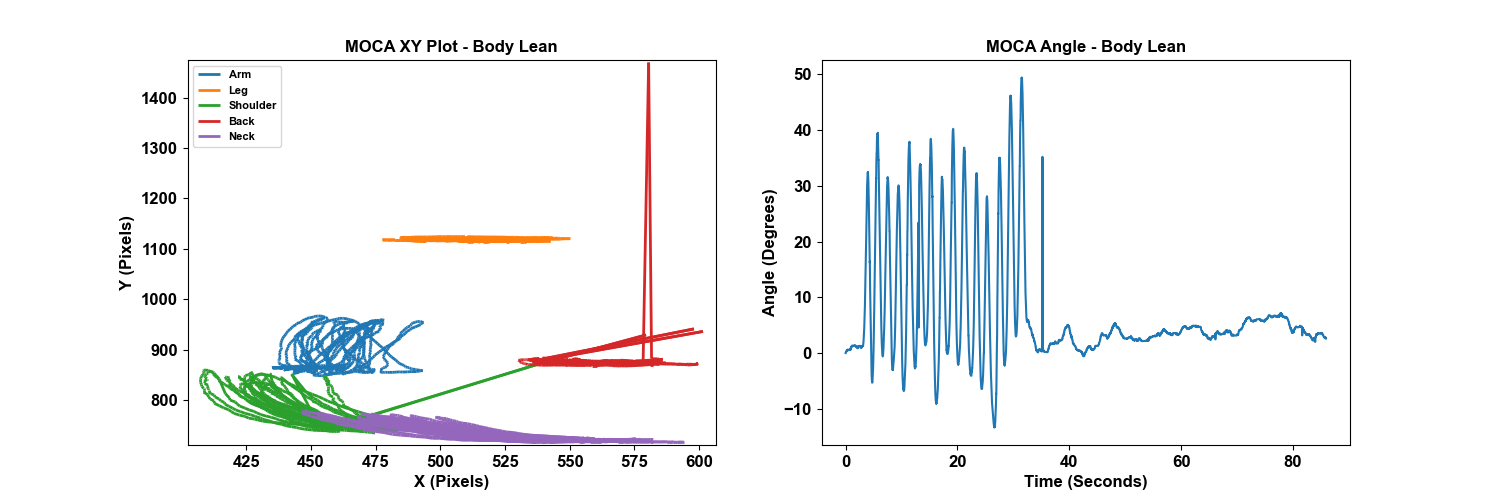 MOCA XY Plot - Body Lean
Y (Pixels)
1400
1300
1200
1100
1000
900
800
Arm
Leg
Shoulder
Back
Neck
425 450 475 500 525 550 575 600
X (Pixels)
MOCA Angle - Body Lean
Angle (Degrees)
50
40
30
20
10
0
−10
0 20 40 60 80
Time (Seconds)